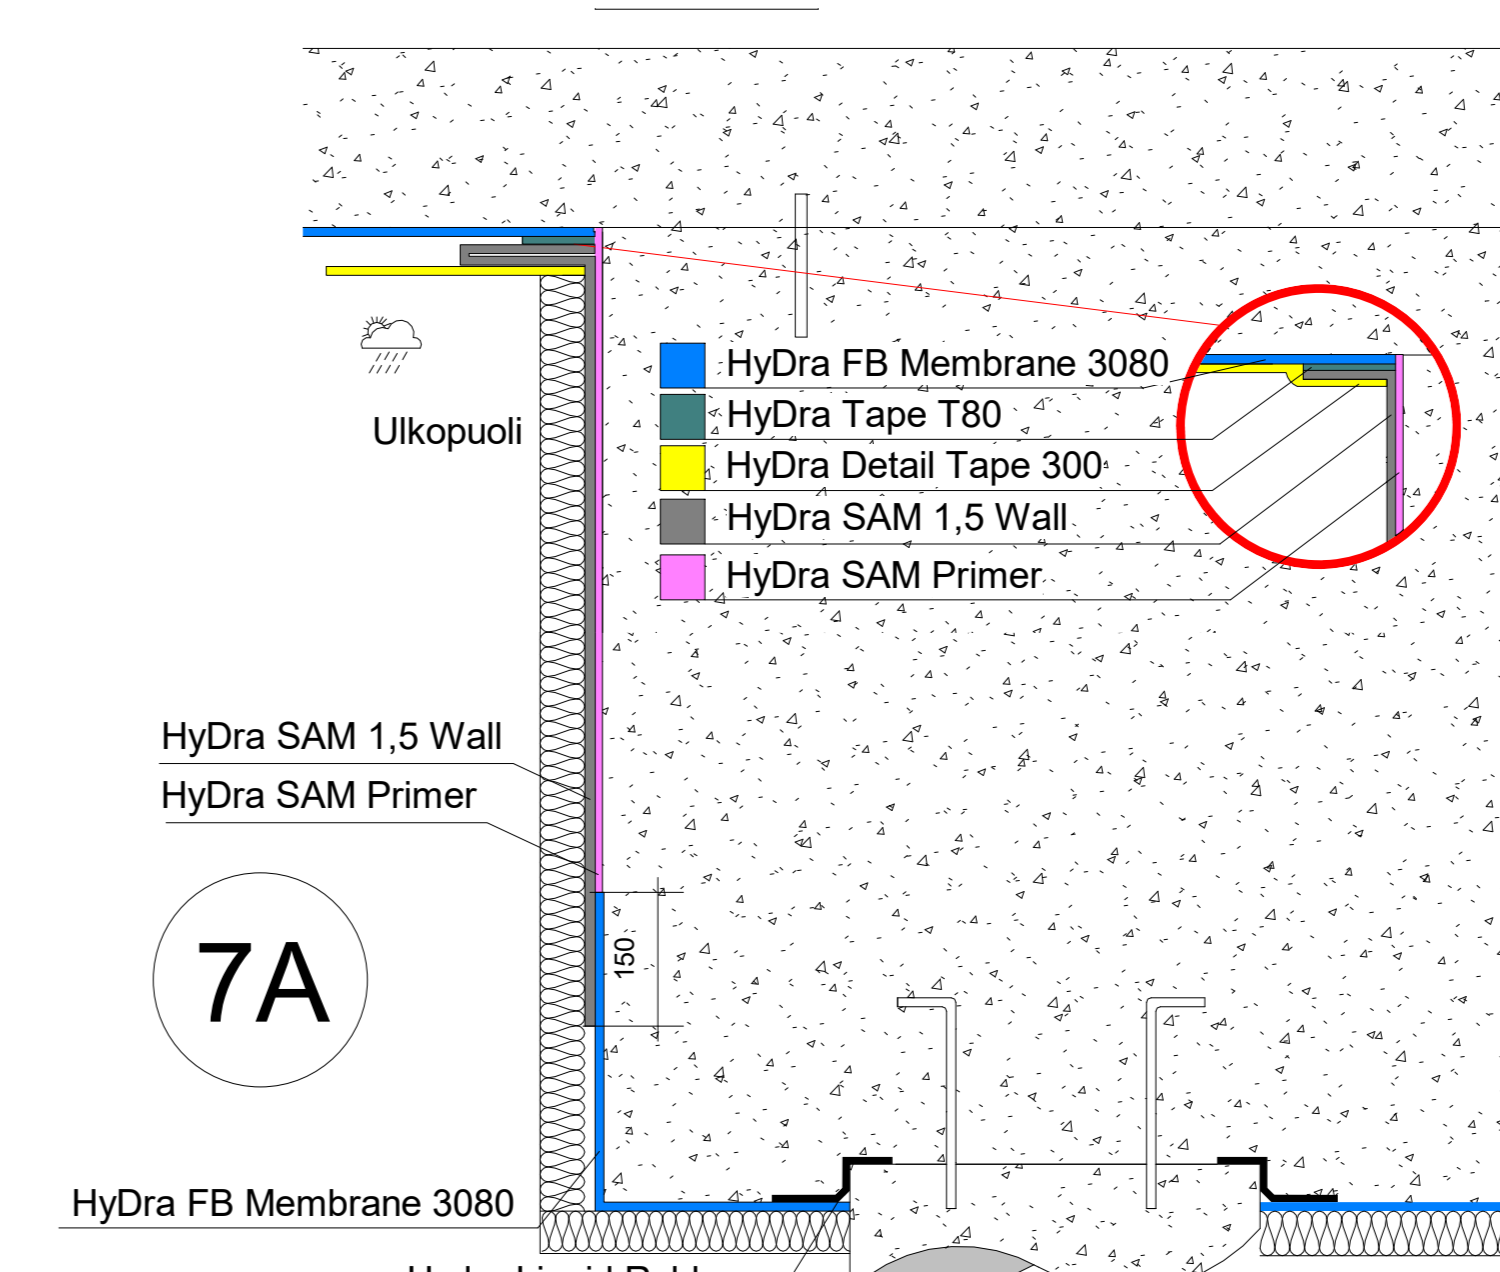 HyDra FB Membrane 3080
HyDra Tape T80
HyDra Detail Tape 300
HyDra SAM 1,5 Wall
HyDra SAM Primer
Ulkopuoli
HyDra SAM 1,5 Wall
HyDra SAM Primer
7A
150
HyDra FB Membrane 3080